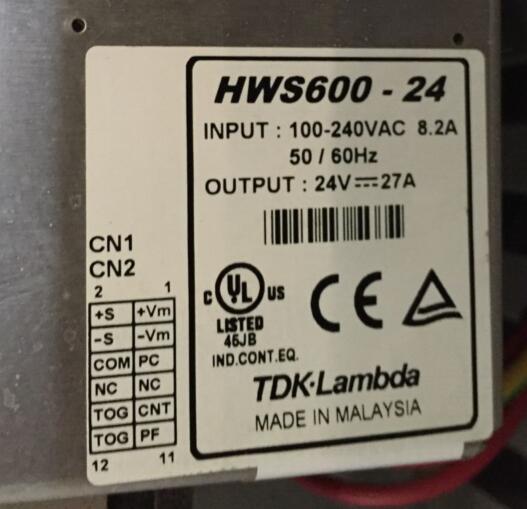 HWS600 - 24
INPUT : 100-240VAC 8.2A
50 / 60Hz
OUTPUT : 24V⎓27A
CN1
CN2
2 1
+S +Vm
-S -Vm
COM PC
NC NC
TOG CNT
TOG PF
12 11
C UL US
LISTED
46JB
IND.CONT.EQ.
CE
TDK·Lambda
MADE IN MALAYSIA